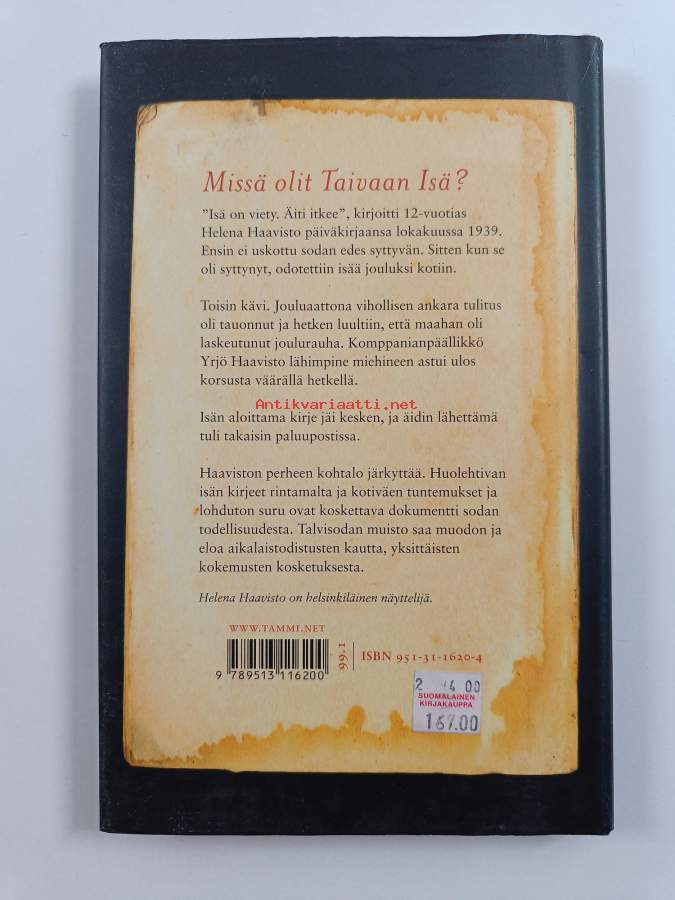 Missä olit Taivaan Isä?
”Isä on viety. Äiti itkee”, kirjoitti 12-vuotias
Helena Haavisto päiväkirjaansa lokakuussa 1939.
Ensin ei uskottu sodan edes syttyvän. Sitten kun se
oli syttynyt, odotettiin isää jouluksi kotiin.
Toisin kävi. Jouluaattona vihollisen ankara tulitus
oli tauonnut ja hetken luultiin, että maahan oli
laskeutunut joulurauha. Komppanianpäällikkö
Yrjö Haavisto lähimpine miehineen astui ulos
korsusta väärällä hetkellä.
Antikvariaatti.net
Isän aloittama kirje jäi kesken, ja äidin lähettämä
tuli takaisin paluupostissa.
Haaviston perheen kohtalo järkyttää. Huolehtivan
isän kirjeet rintamalta ja kotiväen tuntemukset ja
lohduton suru ovat koskettava dokumentti sodan
todellisuudesta. Talvisodan muisto saa muodon ja
eloa aikalaistodistusten kautta, yksittäisten
kokemusten kosketuksesta.
Helena Haavisto on helsinkiläinen näyttelijä.
WWW.TAMMI.NET
99.1
ISBN 951-31-1620-4
9 789513 116200
SUOMALAINEN
KIRJAKAUPPA
167.00